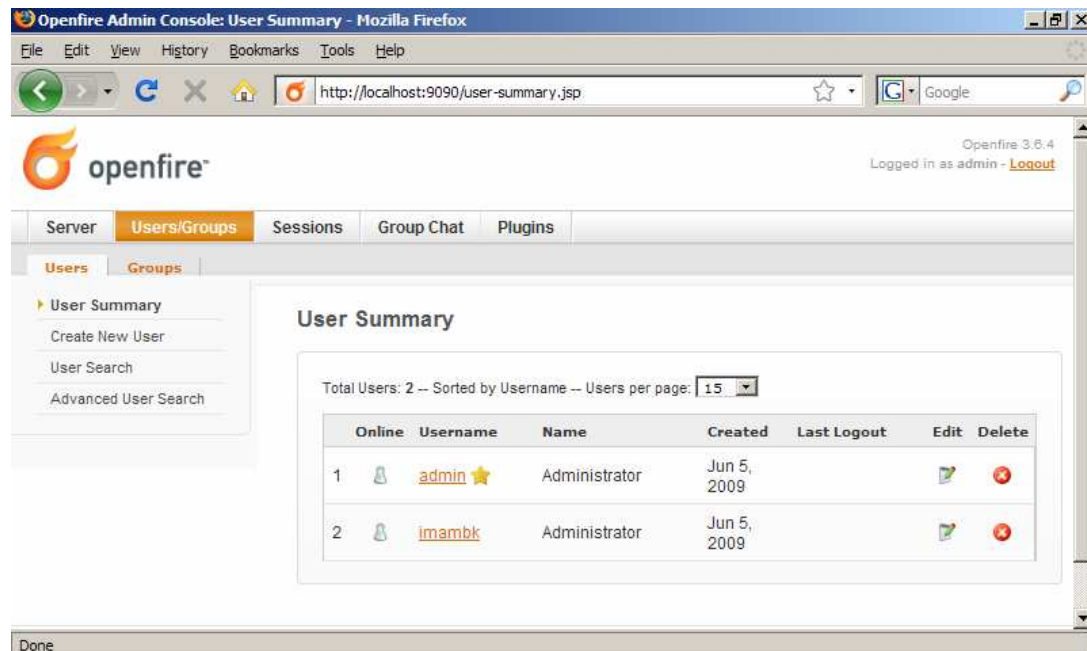 Openfire Admin Console: User Summary - Mozilla Firefox
File Edit View History Bookmarks Tools Help
http://localhost:9090/user-summary.jsp
G Google
openfire™
Openfire 3.6.4
Logged in as admin - Logout
Server Users/Groups Sessions Group Chat Plugins
Users Groups
User Summary
Create New User
User Search
Advanced User Search
User Summary
Total Users: 2 -- Sorted by Username -- Users per page: 15
Online Username Name Created Last Logout Edit Delete
1 admin Administrator Jun 5, 2009
2 imambk Administrator Jun 5, 2009
Done